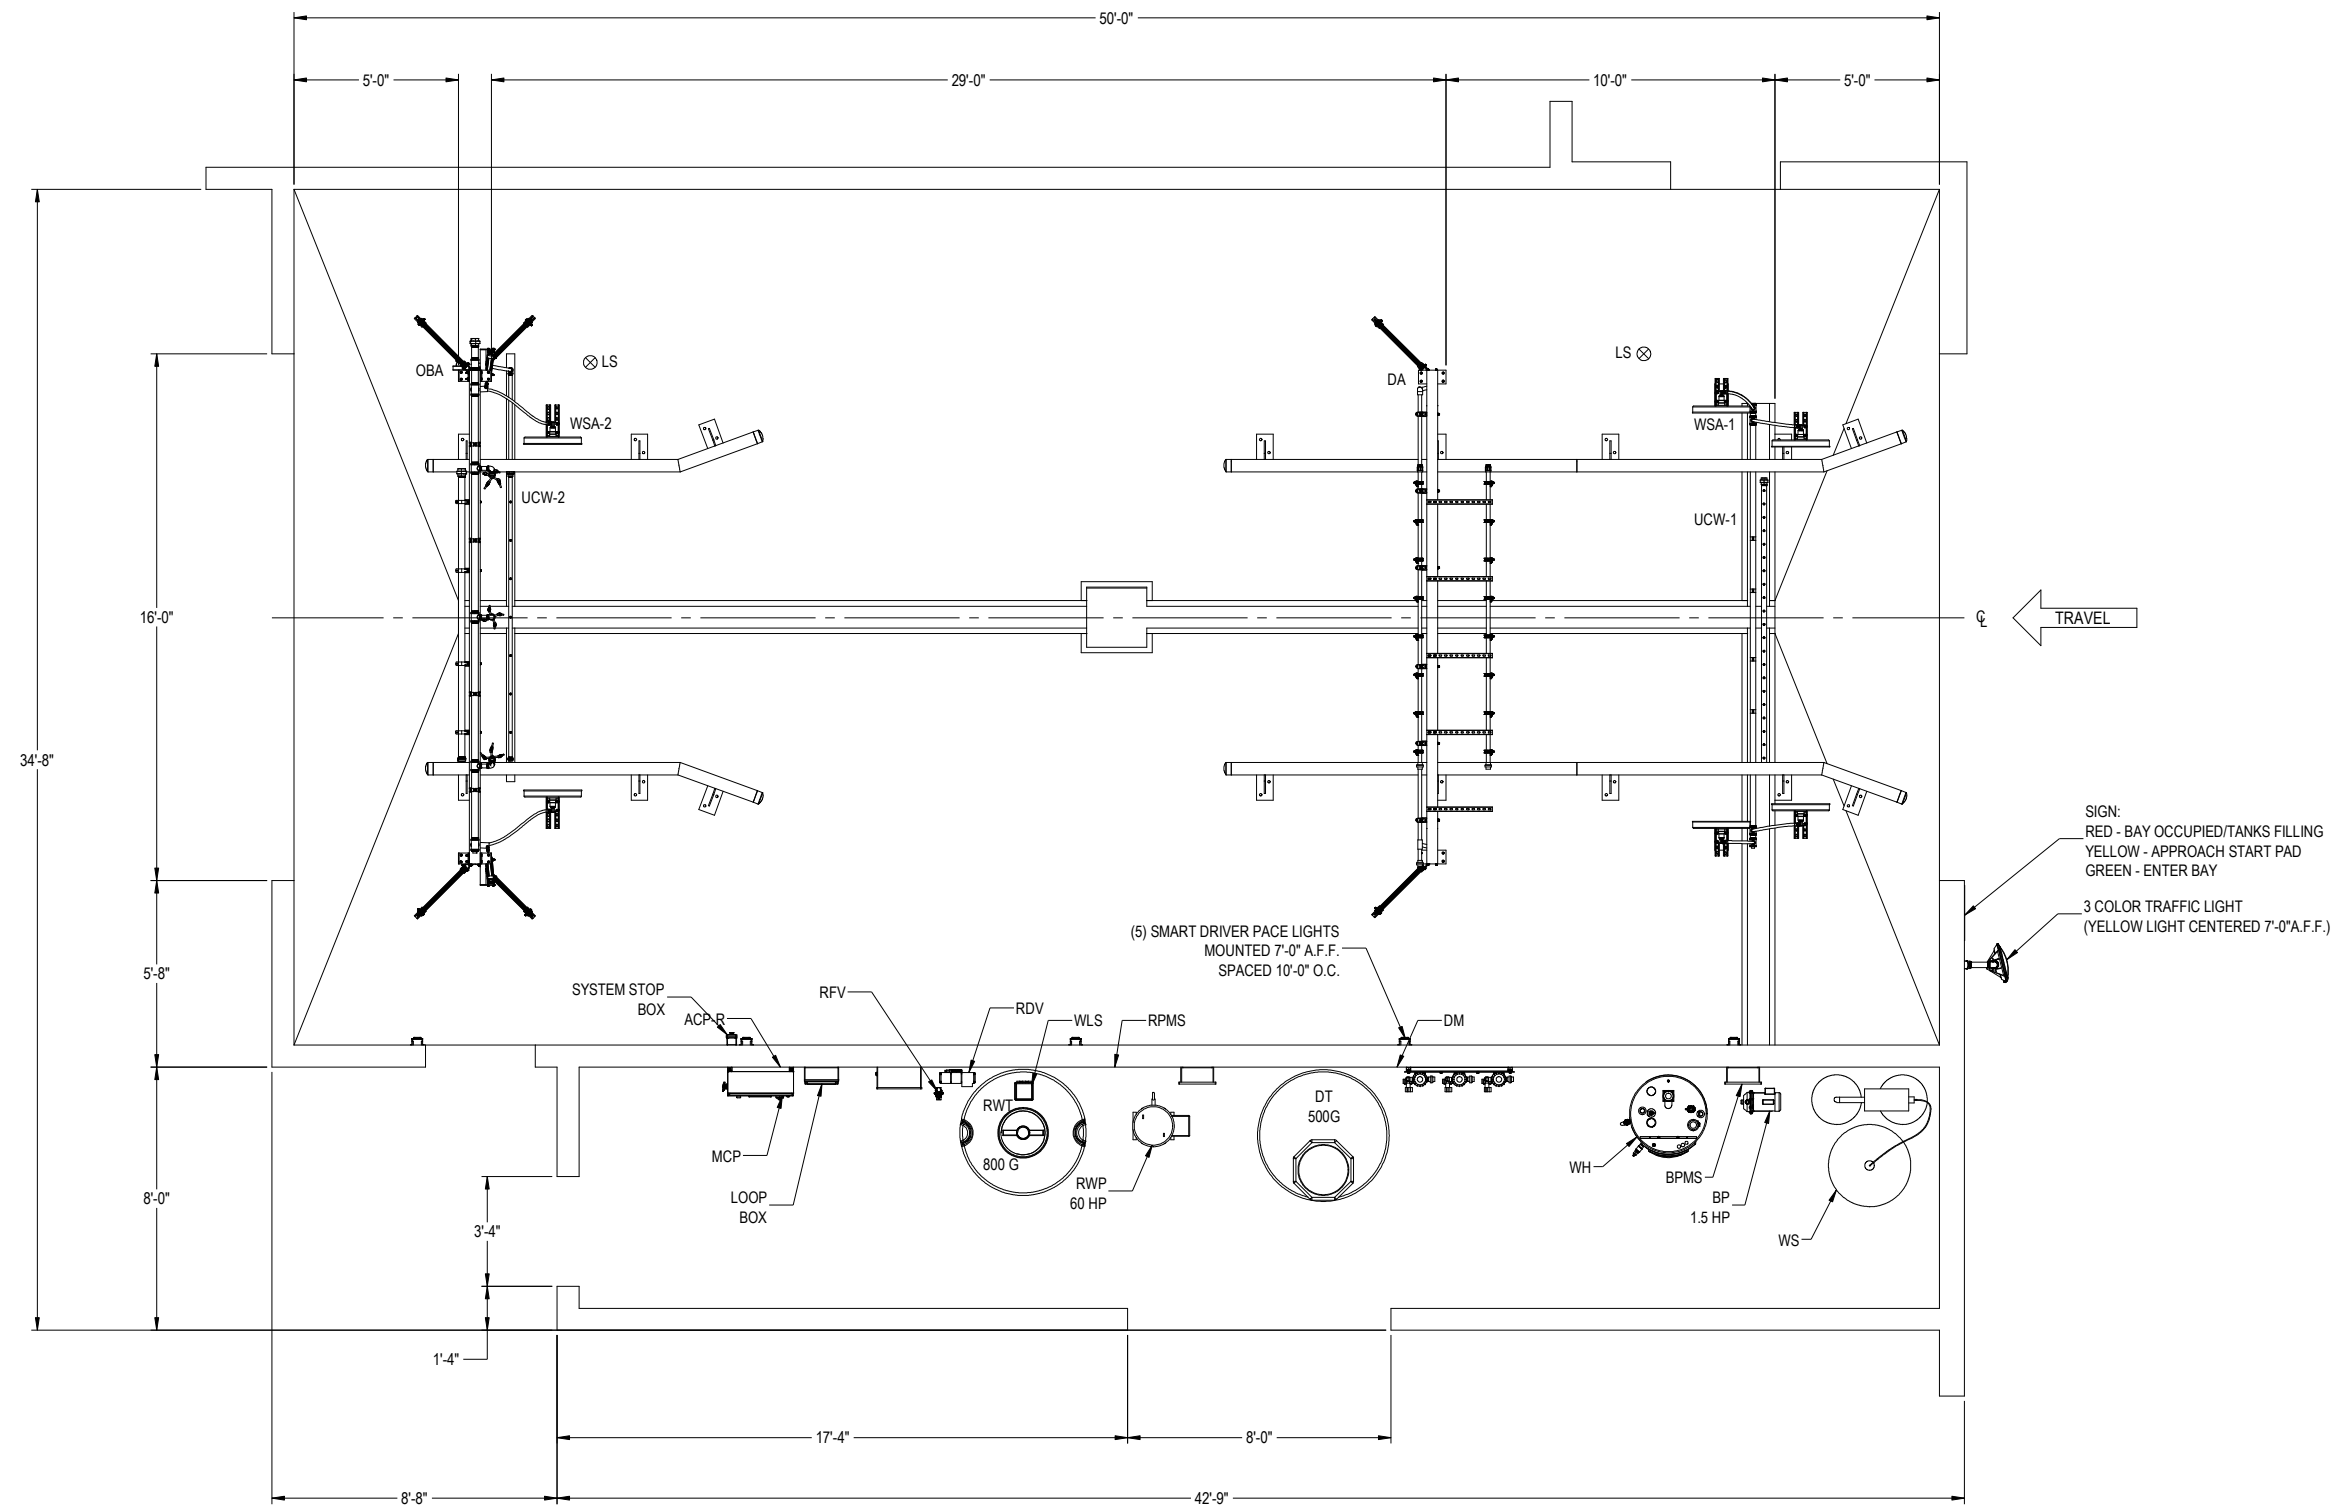 50'-0"
5'-0"
29'-0"
10'-0"
5'-0"
LS
LS
OBA
DA
WSA-2
WSA-1
UCW-2
UCW-1
16'-0"
℄
TRAVEL
34'-8"
SIGN:
RED - BAY OCCUPIED/TANKS FILLING
YELLOW - APPROACH START PAD
GREEN - ENTER BAY
3 COLOR TRAFFIC LIGHT
(YELLOW LIGHT CENTERED 7'-0"A.F.F.)
(5) SMART DRIVER PACE LIGHTS
MOUNTED 7'-0" A.F.F.
SPACED 10'-0" O.C.
5'-8"
SYSTEM STOP
BOX
ACP-R
RFV
RDV
WLS
RPMS
DM
RWT
800 G
DT
500G
MCP
LOOP
BOX
RWP
60 HP
WH
BPMS
BP
1.5 HP
WS
8'-0"
3'-4"
1'-4"
17'-4"
8'-0"
8'-8"
42'-9"